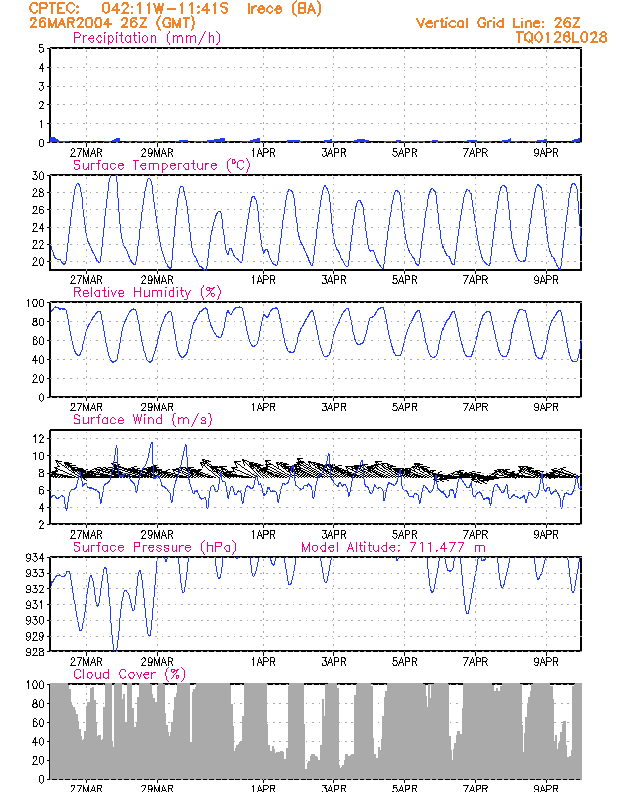 CPTEC: 042:11W-11:41S Irece (BA)
26MAR2004 26Z (GMT) Vertical Grid Line: 26Z
Precipitation (mm/h) TQ0126L028
5
4
3
2
1
0
27MAR 29MAR 1APR 3APR 5APR 7APR 9APR
Surface Temperature (ºC)
30
28
26
24
22
20
27MAR 29MAR 1APR 3APR 5APR 7APR 9APR
Relative Humidity (%)
100
80
60
40
20
0
27MAR 29MAR 1APR 3APR 5APR 7APR 9APR
Surface Wind (m/s)
12
10
8
6
4
2
27MAR 29MAR 1APR 3APR 5APR 7APR 9APR
Surface Pressure (hPa) Model Altitude: 711.477 m
934
933
932
931
930
929
928
27MAR 29MAR 1APR 3APR 5APR 7APR 9APR
Cloud Cover (%)
100
80
60
40
20
0
27MAR 29MAR 1APR 3APR 5APR 7APR 9APR